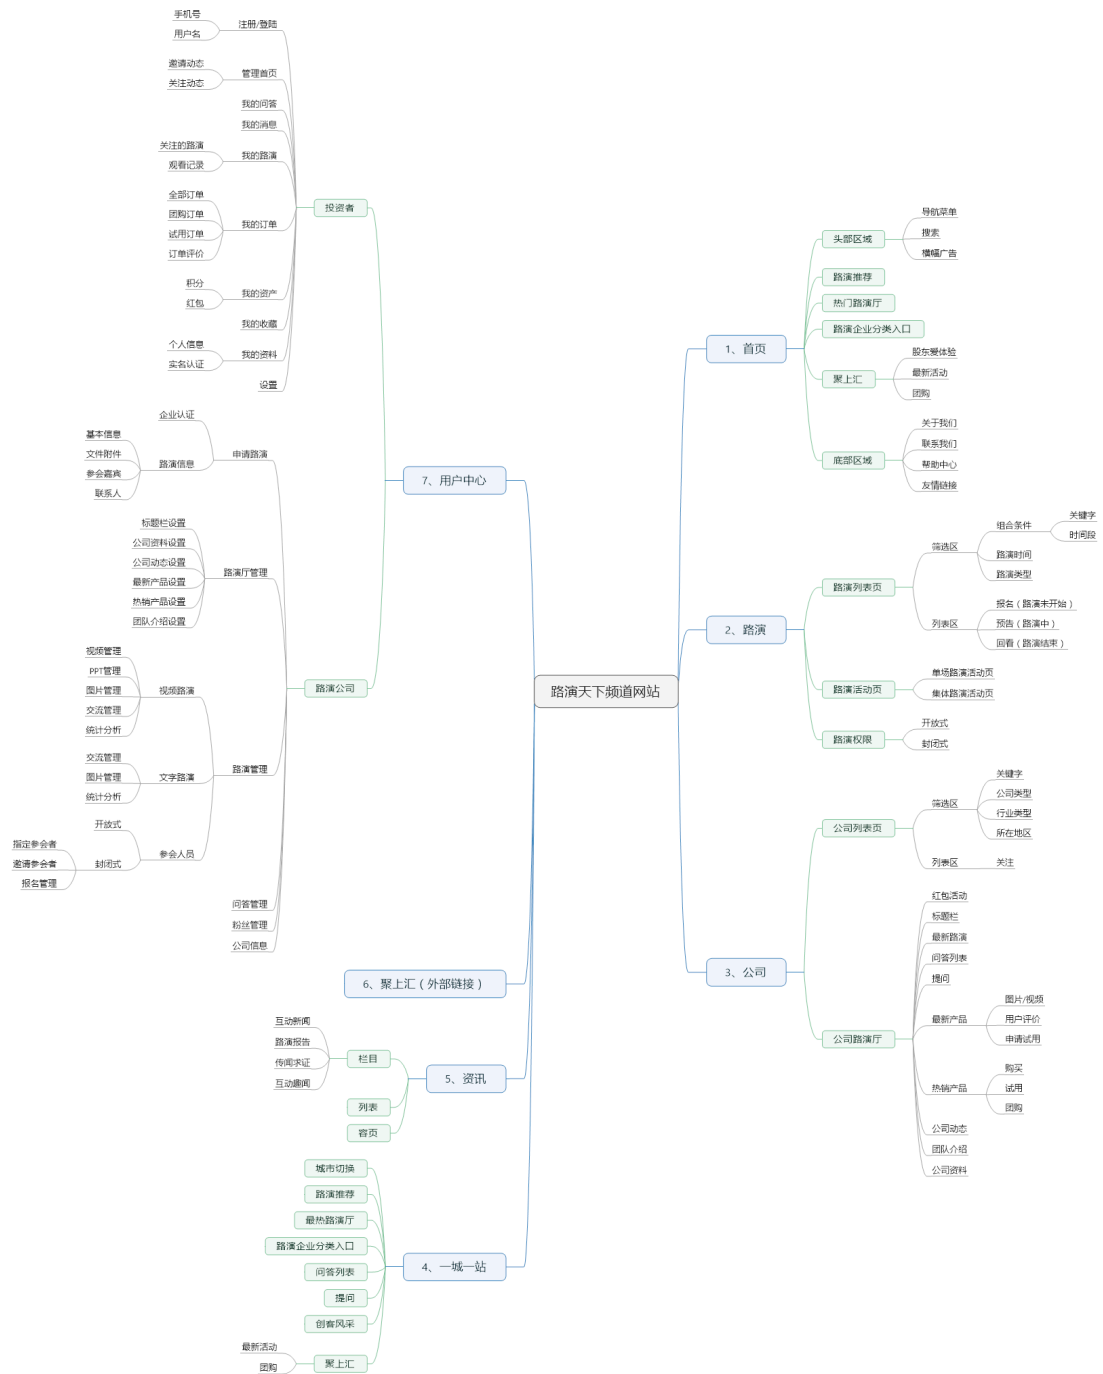 路演天下频道网站
1、首页
头部区域
导航菜单
搜索
横幅广告
路演推荐
热门路演厅
路演企业分类入口
聚上汇
股东爱体验
最新活动
团购
底部区域
关于我们
联系我们
帮助中心
友情链接
2、路演
路演列表页
筛选区
组合条件
关键字
时间段
路演时间
路演类型
列表区
报名（路演未开始）
预告（路演中）
回看（路演结束）
路演活动页
单场路演活动页
集体路演活动页
路演权限
开放式
封闭式
3、公司
公司列表页
筛选区
关键字
公司类型
行业类型
所在地区
列表区
关注
公司路演厅
红包活动
标题栏
最新路演
问答列表
提问
最新产品
图片/视频
用户评价
申请试用
热销产品
购买
试用
团购
公司动态
团队介绍
公司资料
4、一城一站
城市切换
路演推荐
最热路演厅
路演企业分类入口
问答列表
提问
创客风采
聚上汇
最新活动
团购
5、资讯
栏目
互动新闻
路演报告
传闻求证
互动趣闻
列表
容页
6、聚上汇（外部链接）
7、用户中心
投资者
注册/登陆
手机号
用户名
管理首页
邀请动态
关注动态
我的问答
我的消息
我的路演
关注的路演
观看记录
我的订单
全部订单
团购订单
试用订单
订单评价
我的资产
积分
红包
我的收藏
我的资料
个人信息
实名认证
设置
路演公司
申请路演
企业认证
路演信息
基本信息
文件附件
参会嘉宾
联系人
路演厅管理
标题栏设置
公司资料设置
公司动态设置
最新产品设置
热销产品设置
团队介绍设置
路演管理
视频路演
视频管理
PPT管理
图片管理
交流管理
统计分析
文字路演
交流管理
图片管理
统计分析
参会人员
开放式
封闭式
指定参会者
邀请参会者
报名管理
问答管理
粉丝管理
公司信息